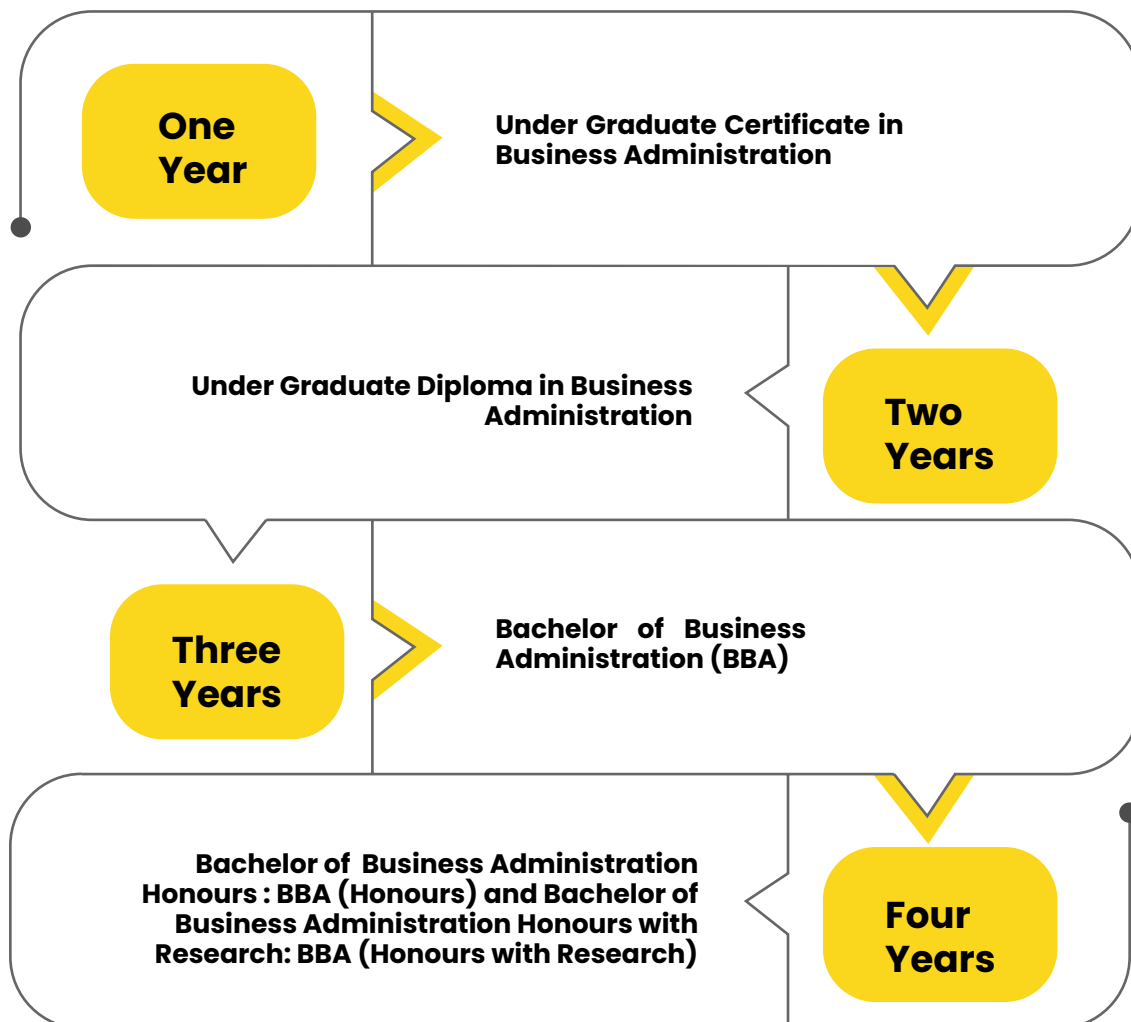 One
Year
Under Graduate Certificate in
Business Administration
Under Graduate Diploma in Business
Administration
Two
Years
Three
Years
Bachelor of Business
Administration (BBA)
Bachelor of Business Administration
Honours : BBA (Honours) and Bachelor of
Business Administration Honours with
Research: BBA (Honours with Research)
Four
Years